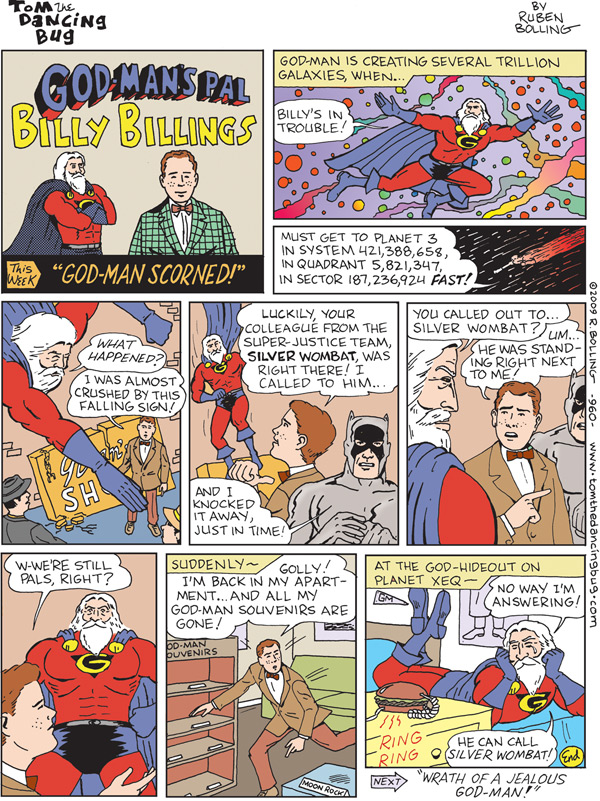 TOM THE
DANCING
BUG
BY
RUBEN
BOLLING
GOD-MAN'S PAL
BILLY BILLINGS
THIS
WEEK
"GOD-MAN SCORNED!"
G
GOD-MAN IS CREATING SEVERAL TRILLION
GALAXIES, WHEN...
BILLY'S IN
TROUBLE!
MUST GET TO PLANET 3
IN SYSTEM 421,388,658,
IN QUADRANT 5,821,347,
IN SECTOR 187,236,924 FAST!
WHAT
HAPPENED?
I WAS ALMOST
CRUSHED BY THIS
FALLING SIGN!
SH
LUCKILY, YOUR
COLLEAGUE FROM THE
SUPER-JUSTICE TEAM,
SILVER WOMBAT, WAS
RIGHT THERE! I
CALLED TO HIM...
AND I
KNOCKED
IT AWAY,
JUST IN TIME!
YOU CALLED OUT TO...
SILVER WOMBAT?
UM...
HE WAS STAND-
ING RIGHT NEXT
TO ME!
©2009 R. BOLLING -960- www.tomthedancingbug.com
W-WE'RE STILL
PALS, RIGHT?
G
SUDDENLY~
GOLLY!
I'M BACK IN MY APART-
MENT...AND ALL MY
GOD-MAN SOUVENIRS ARE
GONE!
OD-MAN
OUVENIRS
MOON ROCK!
AT THE GOD-HIDEOUT ON
PLANET XEQ~
GM
NO WAY I'M
ANSWERING!
G
RING
RING
HE CAN CALL
SILVER WOMBAT!
End
NEXT
"WRATH OF A JEALOUS
GOD-MAN!"